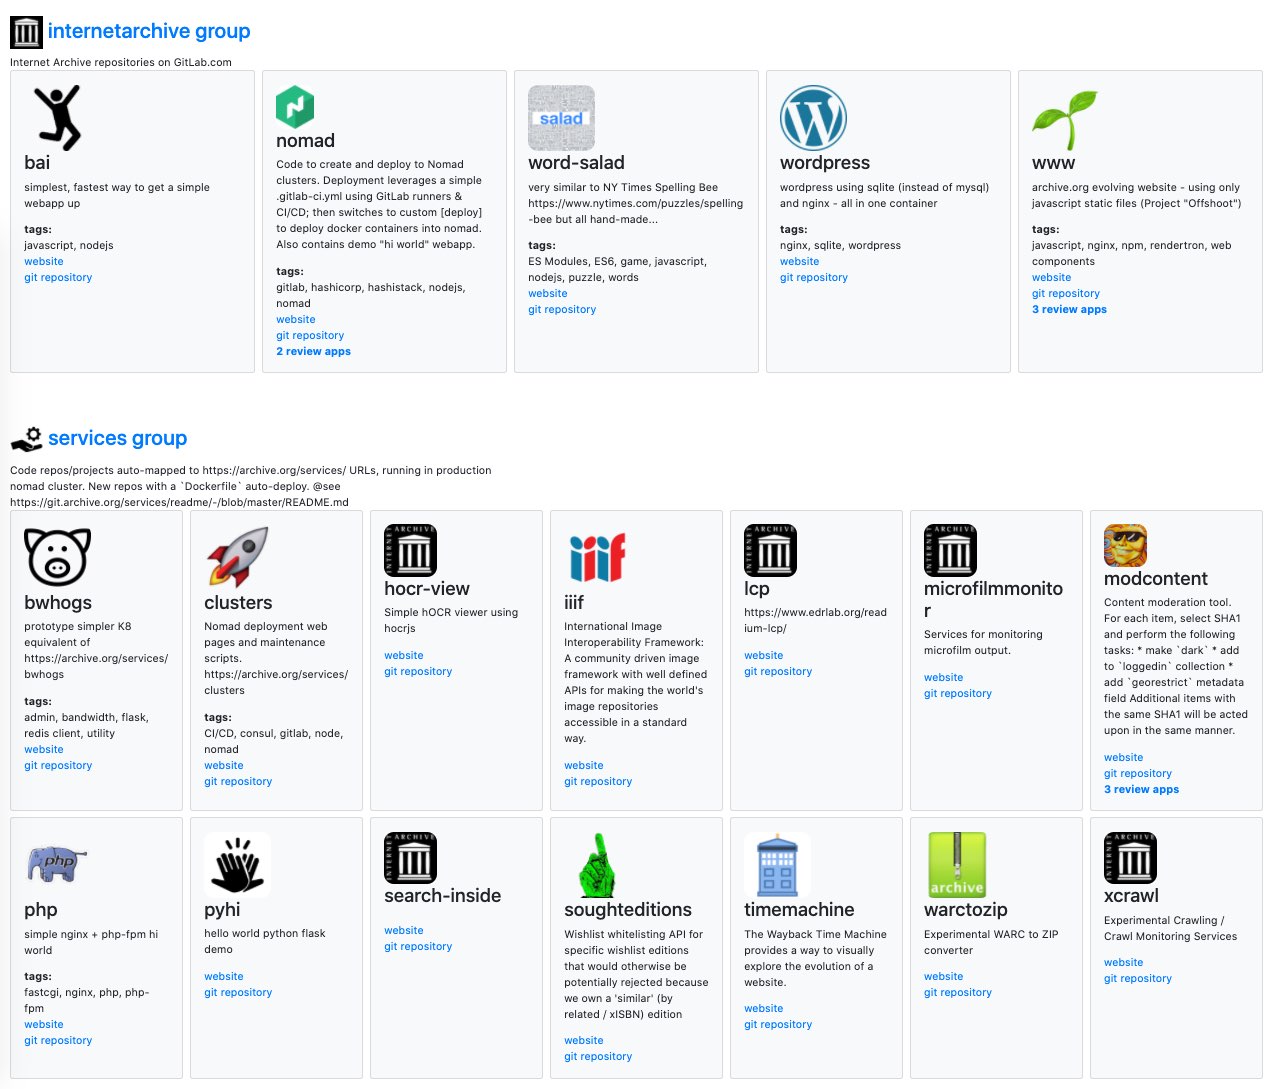 internetarchive group
Internet Archive repositories on GitLab.com
bai
simplest, fastest way to get a simple
webapp up
tags:
javascript, nodejs
website
git repository
nomad
Code to create and deploy to Nomad
clusters. Deployment leverages a simple
.gitlab-ci.yml using GitLab runners &
CI/CD; then switches to custom [deploy]
to deploy docker containers into nomad.
Also contains demo "hi world" webapp.
tags:
gitlab, hashicorp, hashistack, nodejs,
nomad
website
git repository
2 review apps
salad
word-salad
very similar to NY Times Spelling Bee
https://www.nytimes.com/puzzles/spelling
-bee but all hand-made...
tags:
ES Modules, ES6, game, javascript,
nodejs, puzzle, words
website
git repository
wordpress
wordpress using sqlite (instead of mysql)
and nginx - all in one container
tags:
nginx, sqlite, wordpress
website
git repository
www
archive.org evolving website - using only
javascript static files (Project "Offshoot")
tags:
javascript, nginx, npm, rendertron, web
components
website
git repository
3 review apps
services group
Code repos/projects auto-mapped to https://archive.org/services/ URLs, running in production
nomad cluster. New repos with a `Dockerfile` auto-deploy. @see
https://git.archive.org/services/readme/-/blob/master/README.md
bwhogs
prototype simpler K8
equivalent of
https://archive.org/services/
bwhogs
tags:
admin, bandwidth, flask,
redis client, utility
website
git repository
clusters
Nomad deployment web
pages and maintenance
scripts.
https://archive.org/services/
clusters
tags:
CI/CD, consul, gitlab, node,
nomad
website
git repository
INTERNET ARCHIVE
hocr-view
Simple hOCR viewer using
hocrjs
website
git repository
iiif
iiif
International Image
Interoperability Framework:
A community driven image
framework with well defined
APIs for making the world's
image repositories
accessible in a standard
way.
website
git repository
INTERNET ARCHIVE
lcp
https://www.edrlab.org/read
ium-lcp/
website
git repository
INTERNET ARCHIVE
microfilmmonito
r
Services for monitoring
microfilm output.
website
git repository
modcontent
Content moderation tool.
For each item, select SHA1
and perform the following
tasks: * make `dark` * add
to `loggedin` collection *
add `georestrict` metadata
field Additional items with
the same SHA1 will be acted
upon in the same manner.
website
git repository
3 review apps
php
php
simple nginx + php-fpm hi
world
tags:
fastcgi, nginx, php, php-
fpm
website
git repository
pyhi
hello world python flask
demo
website
git repository
INTERNET ARCHIVE
search-inside
website
git repository
soughteditions
Wishlist whitelisting API for
specific wishlist editions
that would otherwise be
potentially rejected because
we own a 'similar' (by
related / xISBN) edition
website
git repository
timemachine
The Wayback Time Machine
provides a way to visually
explore the evolution of a
website.
website
git repository
archive
warctozip
Experimental WARC to ZIP
converter
website
git repository
INTERNET ARCHIVE
xcrawl
Experimental Crawling /
Crawl Monitoring Services
website
git repository